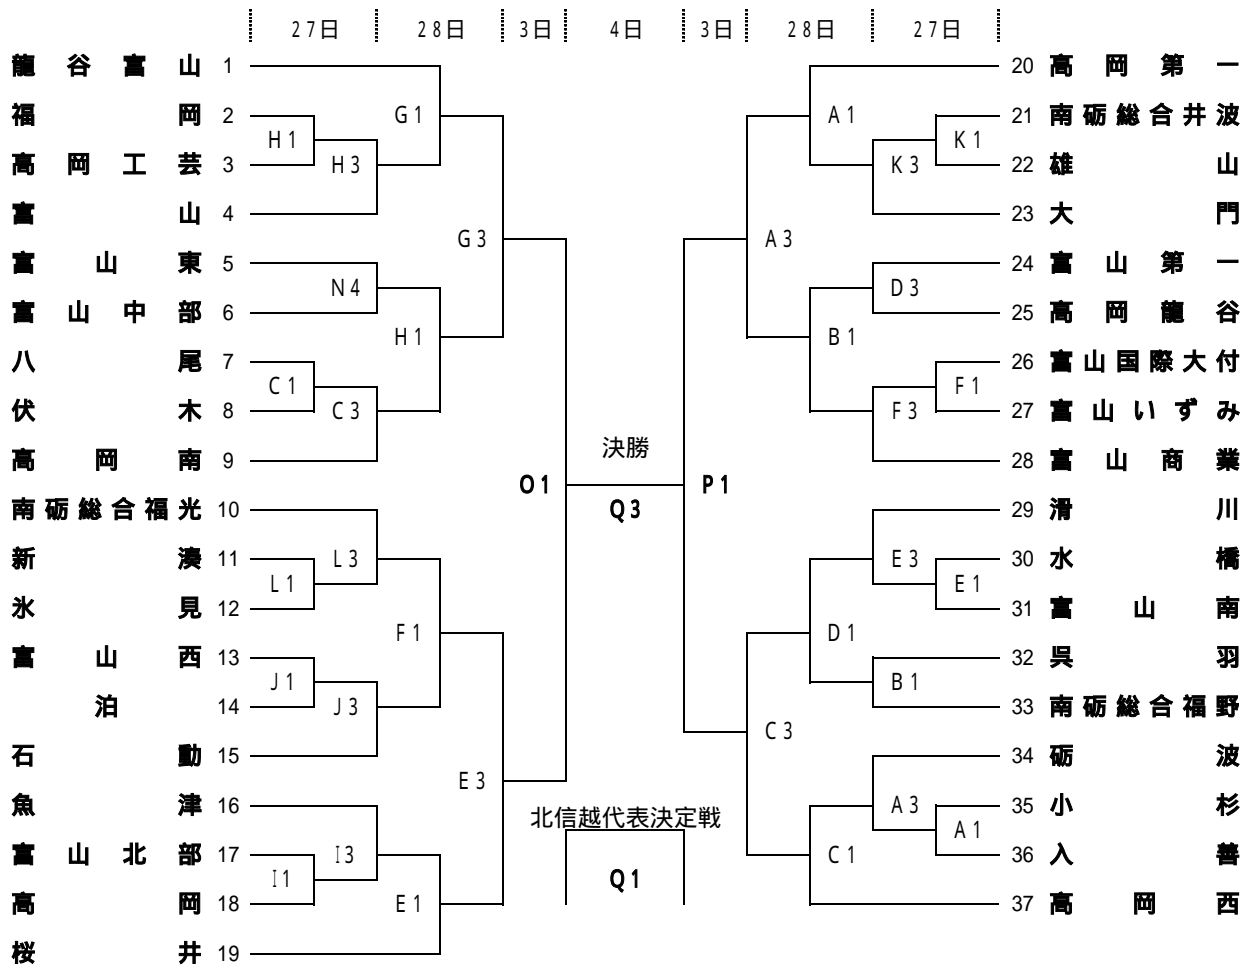 27日 28日 3日 4日 3日 28日 27日
龍谷富山 1
福岡 2
高岡工芸 3
富山 4
富山東 5
富山中部 6
八尾 7
伏木 8
高岡南 9
南砺総合福光 10
新湊 11
氷見 12
富山西 13
泊 14
石動 15
魚津 16
富山北部 17
高岡 18
桜井 19
H1
H3
G1
N4
C1
C3
H1
G3
L1
L3
J1
J3
F1
I1
I3
E1
E3
O1
決勝
Q3
北信越代表決定戦
Q1
P1
A3
C3
A1
B1
D1
C1
K3
K1
D3
F3
F1
E3
E1
B1
A3
A1
20 高岡第一
21 南砺総合井波
22 雄山
23 大門
24 富山第一
25 高岡龍谷
26 富山国際大付
27 富山いずみ
28 富山商業
29 滑川
30 水橋
31 富山南
32 呉羽
33 南砺総合福野
34 砺波
35 小杉
36 入善
37 高岡西